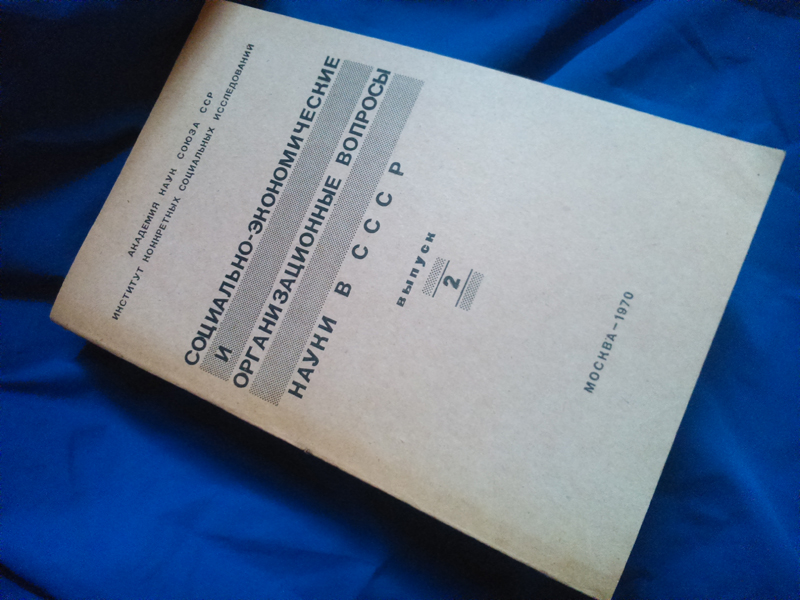 АКАДЕМИЯ НАУК СОЮЗА ССР
ИНСТИТУТ КОНКРЕТНЫХ СОЦИАЛЬНЫХ ИССЛЕДОВАНИЙ
СОЦИАЛЬНО-ЭКОНОМИЧЕСКИЕ
И
ОРГАНИЗАЦИОННЫЕ ВОПРОСЫ
НАУКИ В СССР
выпуск
2
МОСКВА – 1970